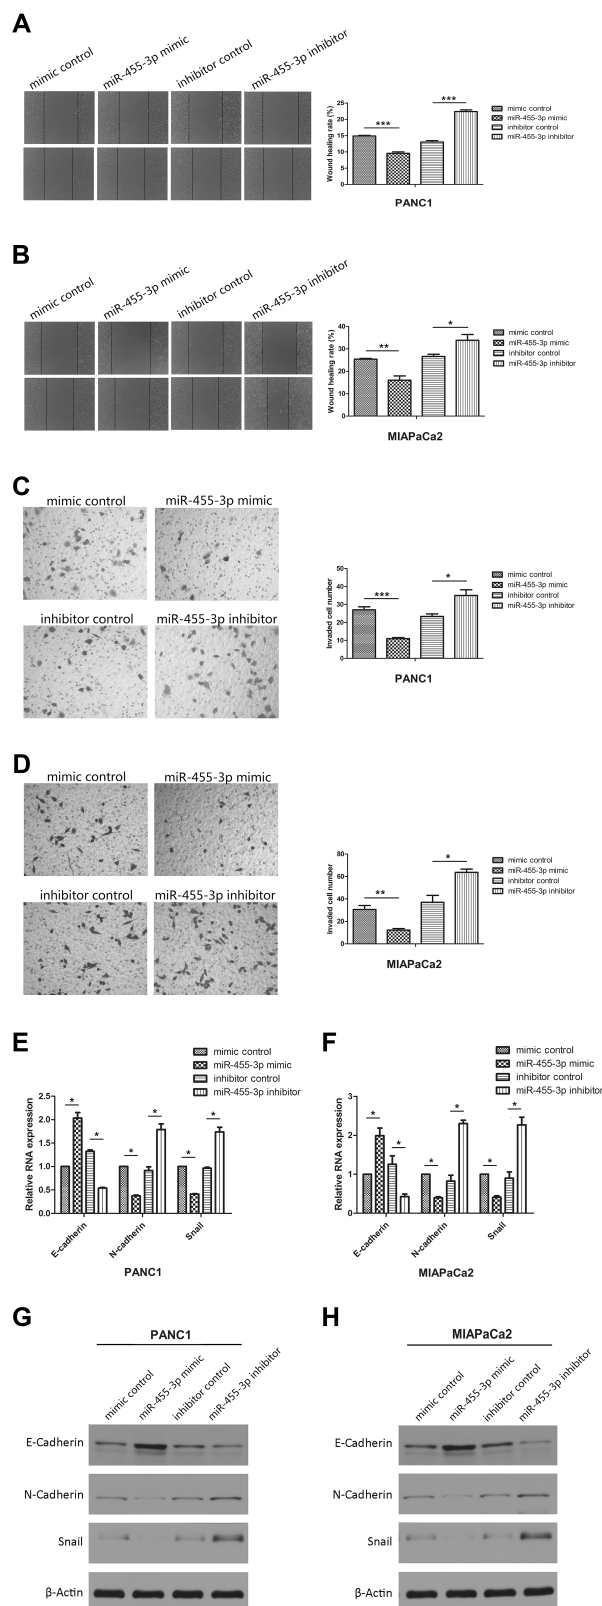 A
mimic control
miR-455-3p mimic
inhibitor control
miR-455-3p inhibitor
Wound healing rate (%)
25
20
15
10
5
0
***
***
mimic control
miR-455-3p mimic
inhibitor control
miR-455-3p inhibitor
PANC1
B
mimic control
miR-455-3p mimic
inhibitor control
miR-455-3p inhibitor
Wound healing rate (%)
40
30
20
10
0
**
*
mimic control
miR-455-3p mimic
inhibitor control
miR-455-3p inhibitor
MIAPaCa2
C
mimic control
miR-455-3p mimic
inhibitor control
miR-455-3p inhibitor
Invaded cell number
50
40
30
20
10
0
***
*
mimic control
miR-455-3p mimic
inhibitor control
miR-455-3p inhibitor
PANC1
D
mimic control
miR-455-3p mimic
inhibitor control
miR-455-3p inhibitor
Invaded cell number
80
60
40
20
0
**
*
mimic control
miR-455-3p mimic
inhibitor control
miR-455-3p inhibitor
MIAPaCa2
E
mimic control
miR-455-3p mimic
inhibitor control
miR-455-3p inhibitor
Relative RNA expression
2.5
2.0
1.5
1.0
0.5
0.0
*
*
*
*
*
*
E-cadherin
N-cadherin
Snail
PANC1
F
mimic control
miR-455-3p mimic
inhibitor control
miR-455-3p inhibitor
Relative RNA expression
3
2
1
0
*
*
*
*
*
*
E-cadherin
N-cadherin
Snail
MIAPaCa2
G
PANC1
mimic control
miR-455-3p mimic
inhibitor control
miR-455-3p inhibitor
E-Cadherin
N-Cadherin
Snail
β-Actin
H
MIAPaCa2
mimic control
miR-455-3p mimic
inhibitor control
miR-455-3p inhibitor
E-Cadherin
N-Cadherin
Snail
β-Actin